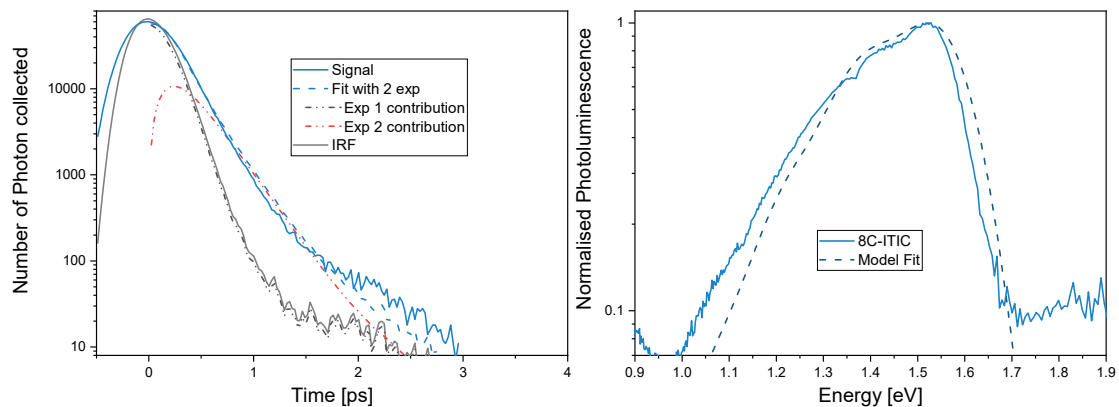 Number of Photon collected
10000
1000
100
10
Signal
Fit with 2 exp
Exp 1 contribution
Exp 2 contribution
IRF
0
1
2
3
4
Time [ps]
Normalised Photoluminescence
1
0.1
8C-ITIC
Model Fit
0.9
1.0
1.1
1.2
1.3
1.4
1.5
1.6
1.7
1.8
1.9
Energy [eV]